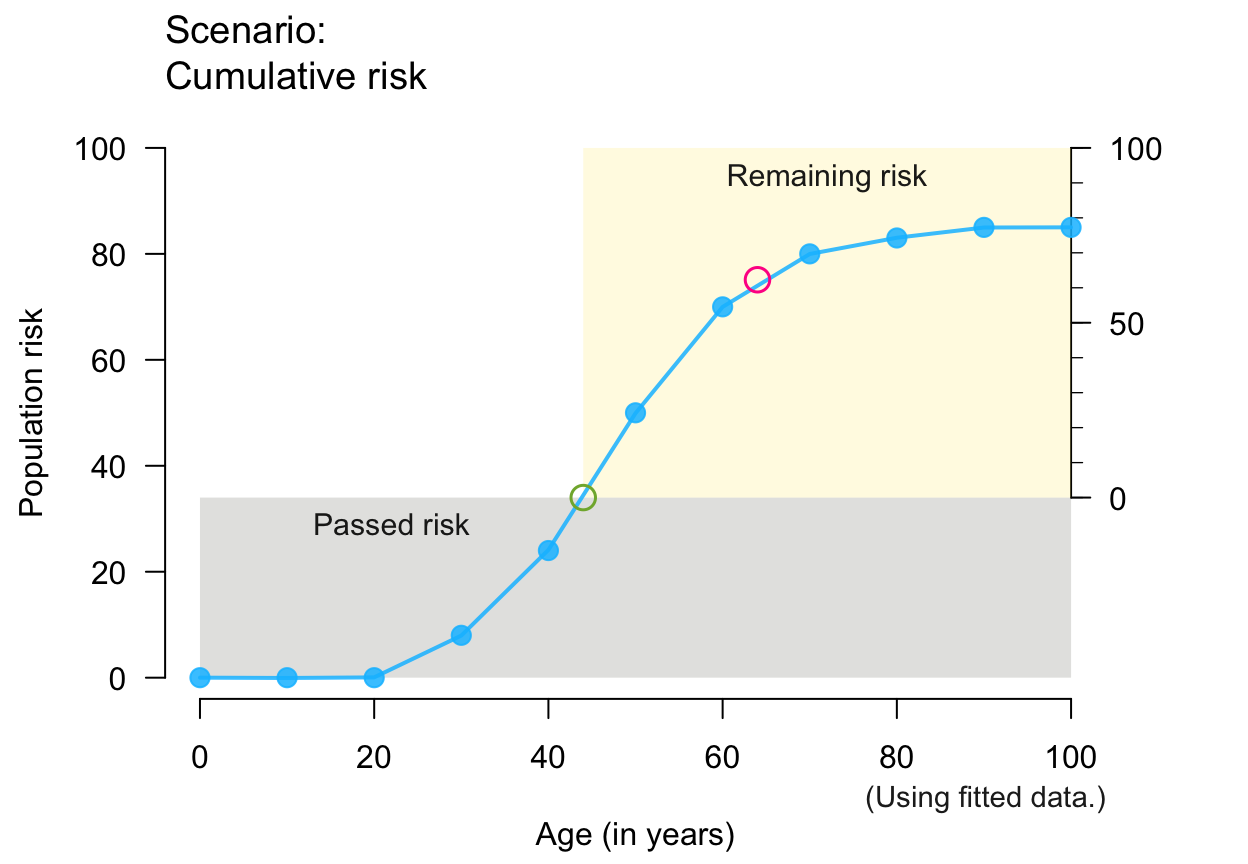 Scenario:
Cumulative risk
100
80
60
40
20
0
Population risk
Remaining risk
Passed risk
100
50
0
0 20 40 60 80 100
(Using fitted data.)
Age (in years)